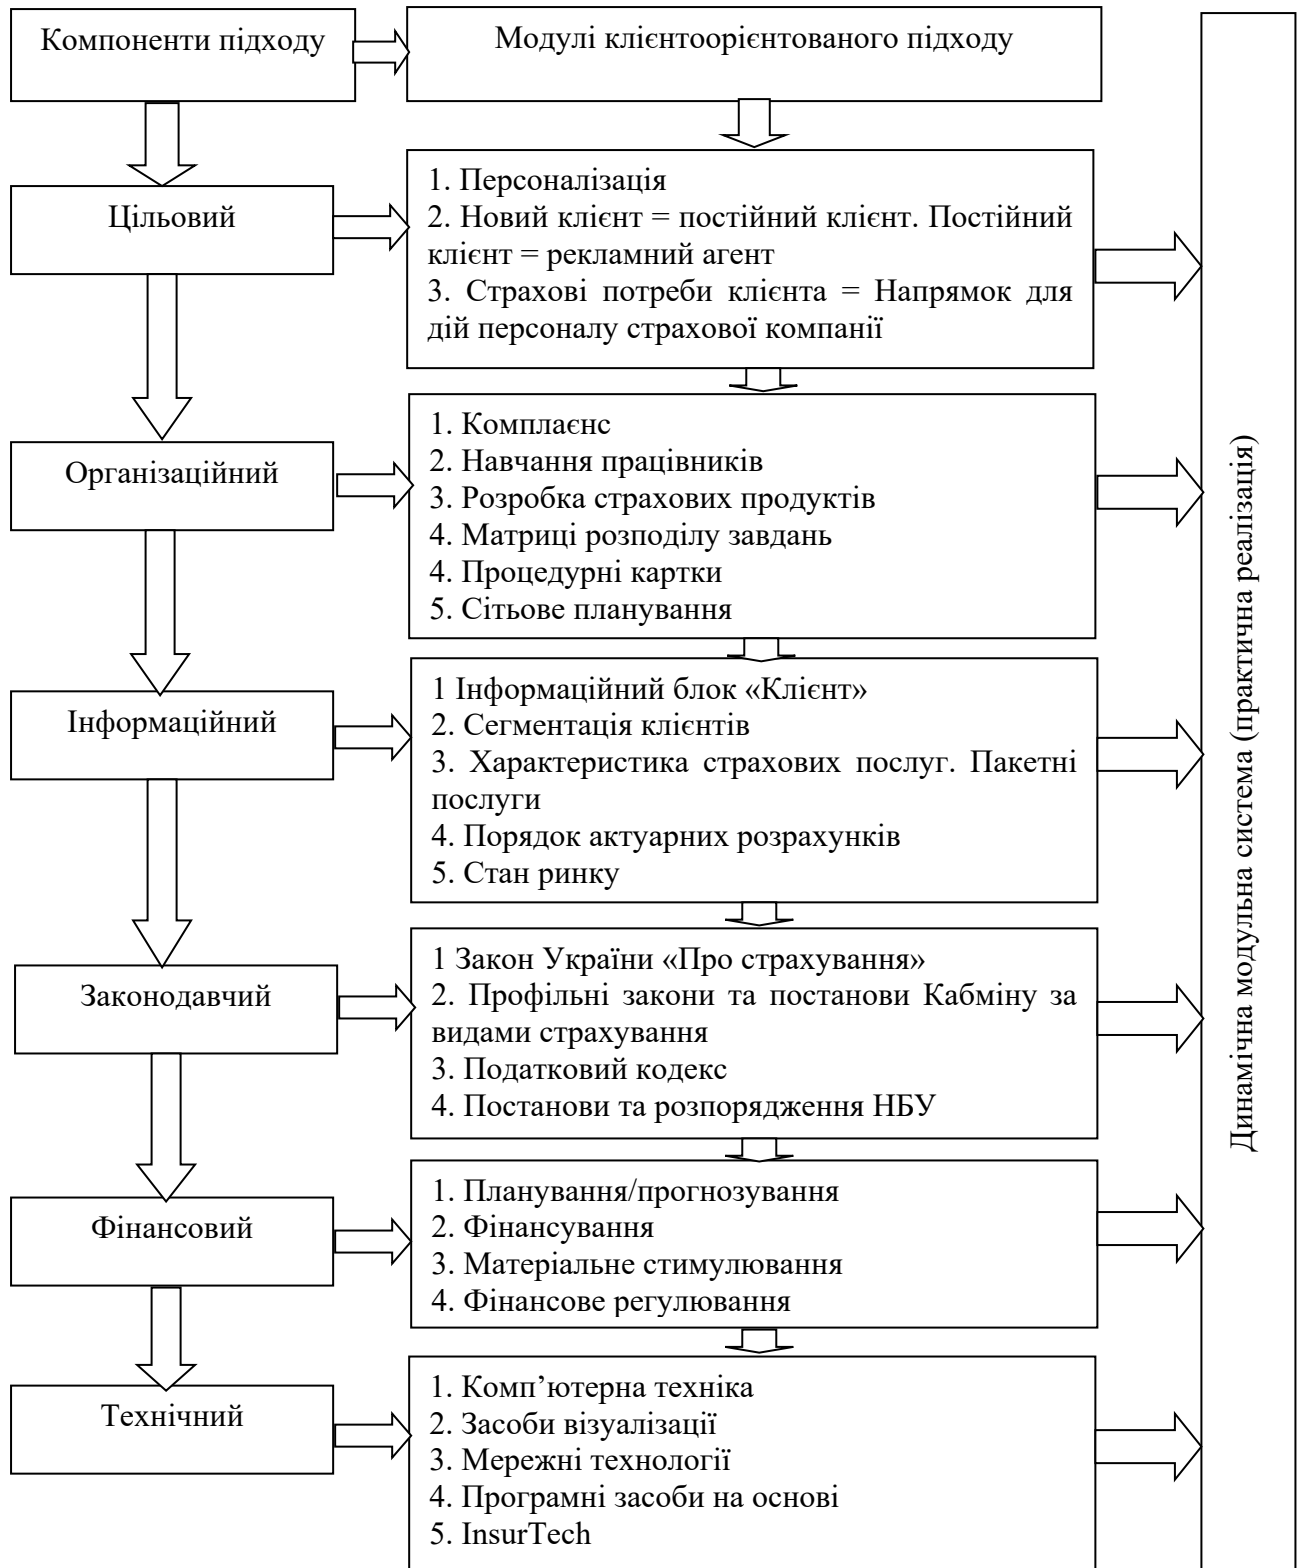 Компоненти підходу
Модулі клієнтоорієнтованого підходу
Цільовий
1. Персоналізація
2. Новий клієнт = постійний клієнт. Постійний
клієнт = рекламний агент
3. Страхові потреби клієнта = Напрямок для
дій персоналу страхової компанії
Організаційний
1. Комплаєнс
2. Навчання працівників
3. Розробка страхових продуктів
4. Матриці розподілу завдань
4. Процедурні картки
5. Сітьове планування
Інформаційний
1 Інформаційний блок «Клієнт»
2. Сегментація клієнтів
3. Характеристика страхових послуг. Пакетні
послуги
4. Порядок актуарних розрахунків
5. Стан ринку
Законодавчий
1 Закон України «Про страхування»
2. Профільні закони та постанови Кабміну за
видами страхування
3. Податковий кодекс
4. Постанови та розпорядження НБУ
Фінансовий
1. Планування/прогнозування
2. Фінансування
3. Матеріальне стимулювання
4. Фінансове регулювання
Технічний
1. Комп’ютерна техніка
2. Засоби візуалізації
3. Мережні технології
4. Програмні засоби на основі
5. InsurTech
Динамічна модульна система (практична реалізація)